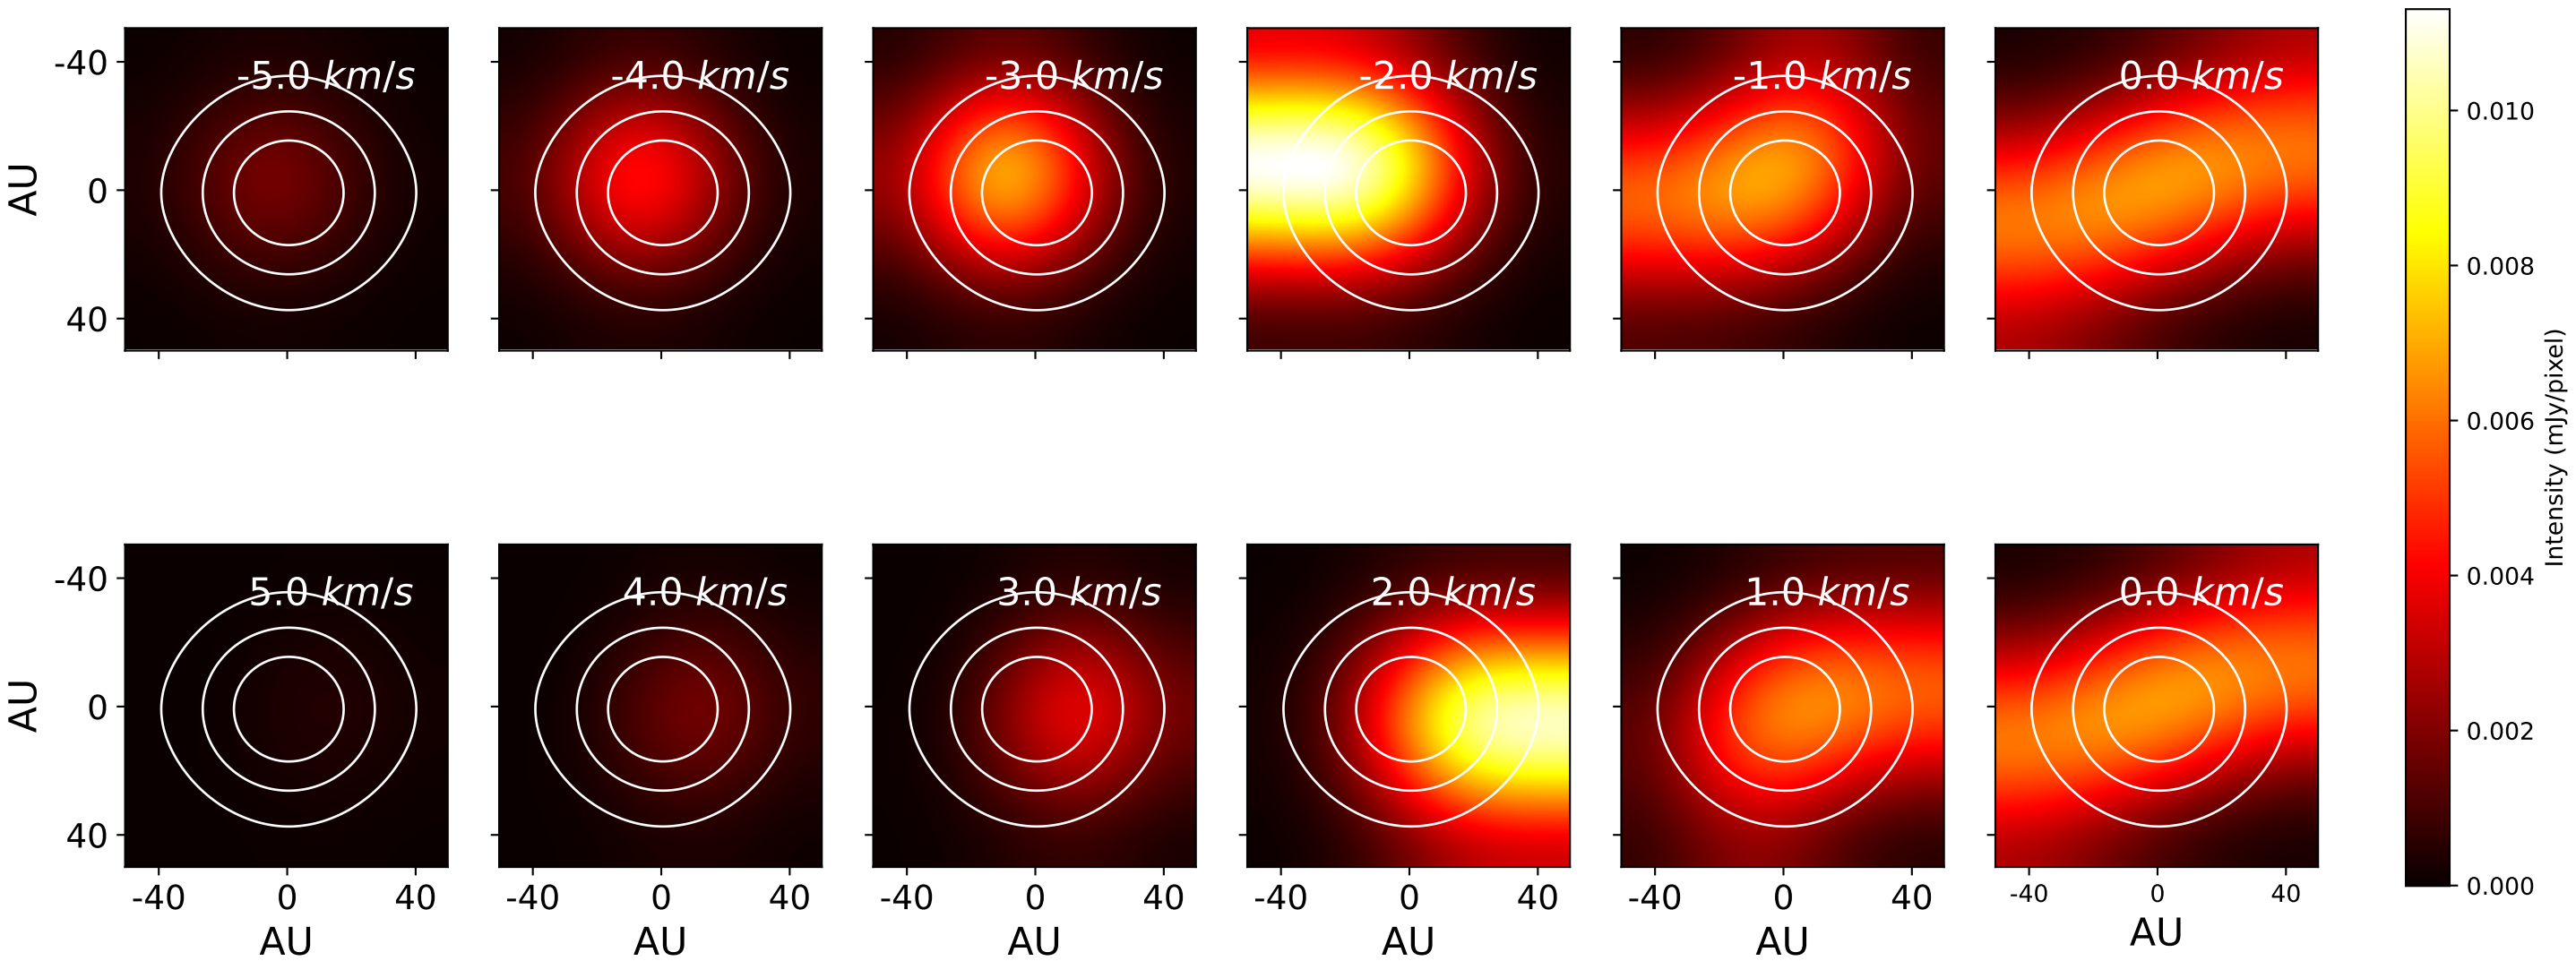 -5.0 km/s -4.0 km/s -3.0 km/s -2.0 km/s -1.0 km/s 0.0 km/s
-40
0
40
AU
5.0 km/s 4.0 km/s 3.0 km/s 2.0 km/s 1.0 km/s 0.0 km/s
-40
0
40
AU
-40 0 40 -40 0 40 -40 0 40 -40 0 40 -40 0 40 -40 0 40
AU AU AU AU AU AU
0.010
0.008
0.006
0.004
0.002
0.000
Intensity (mJy/pixel)